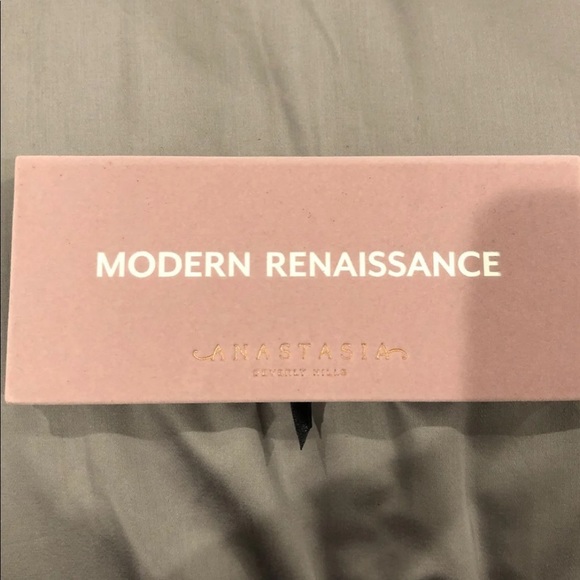 MODERN RENAISSANCE
ANASTASIA
BEVERLY HILLS